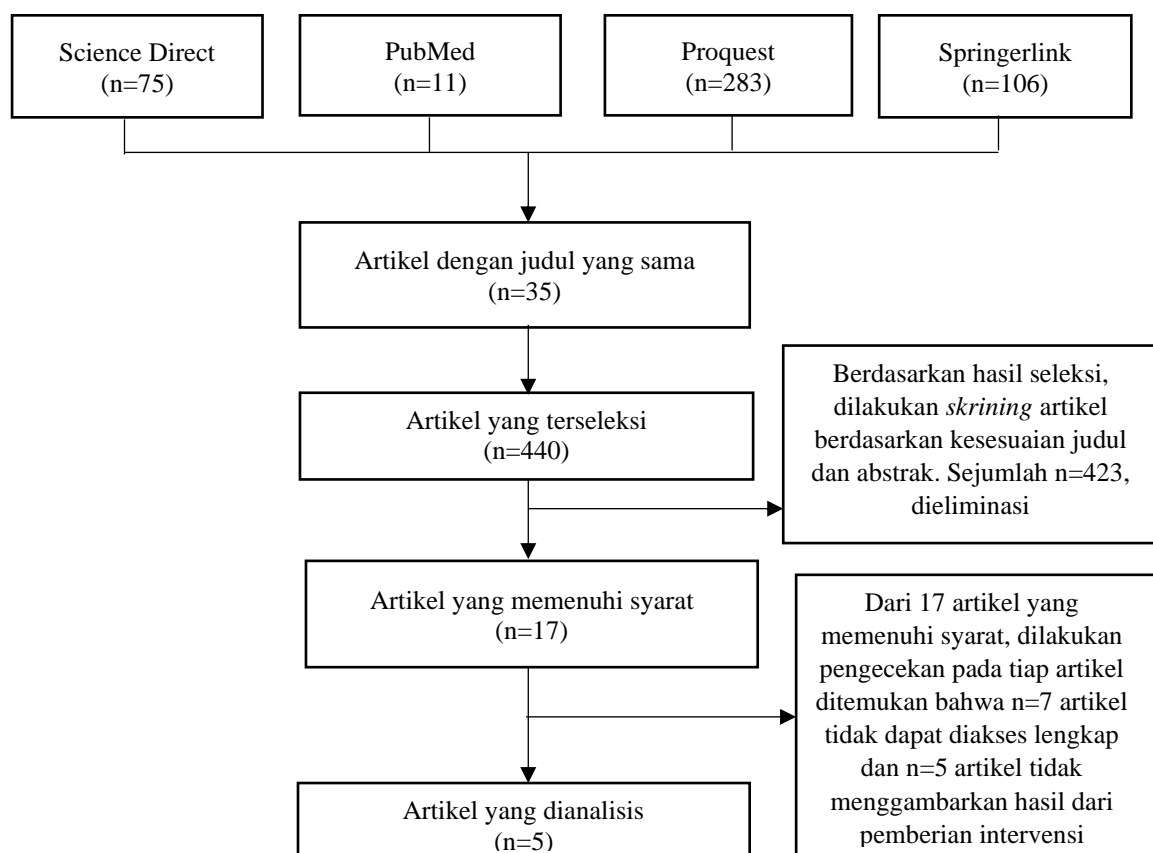 Science Direct
(n=75)
PubMed
(n=11)
Proquest
(n=283)
Springerlink
(n=106)
Artikel dengan judul yang sama
(n=35)
Artikel yang terseleksi
(n=440)
Berdasarkan hasil seleksi,
dilakukan skrining artikel
berdasarkan kesesuaian judul
dan abstrak. Sejumlah n=423,
dieliminasi
Artikel yang memenuhi syarat
(n=17)
Dari 17 artikel yang
memenuhi syarat, dilakukan
pengecekan pada tiap artikel
ditemukan bahwa n=7 artikel
tidak dapat diakses lengkap
dan n=5 artikel tidak
menggambarkan hasil dari
pemberian intervensi
Artikel yang dianalisis
(n=5)